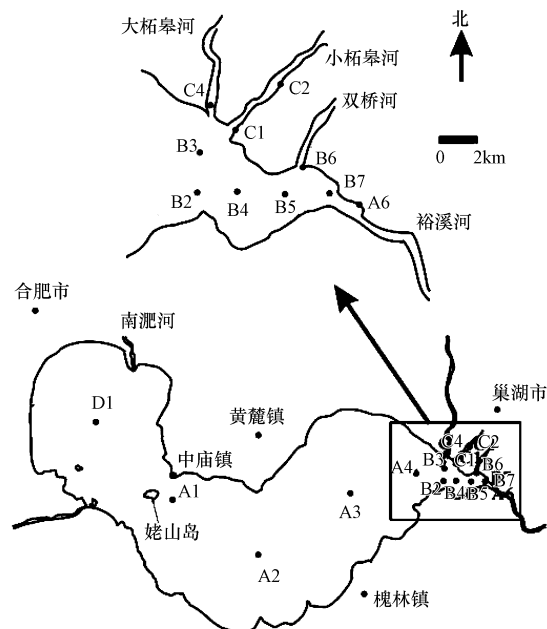 大柘皋河
北
小柘皋河
C4
C2
双桥河
0 2km
C1
B3
B6
B7
B2
B4
B5
A6
裕溪河
合肥市
南淝河
巢湖市
D1
黄麓镇
C4
C2
C1
中庙镇
B3
B6
A4
B7
A1
A3
B2
B4
B5
姥山岛
A2
槐林镇